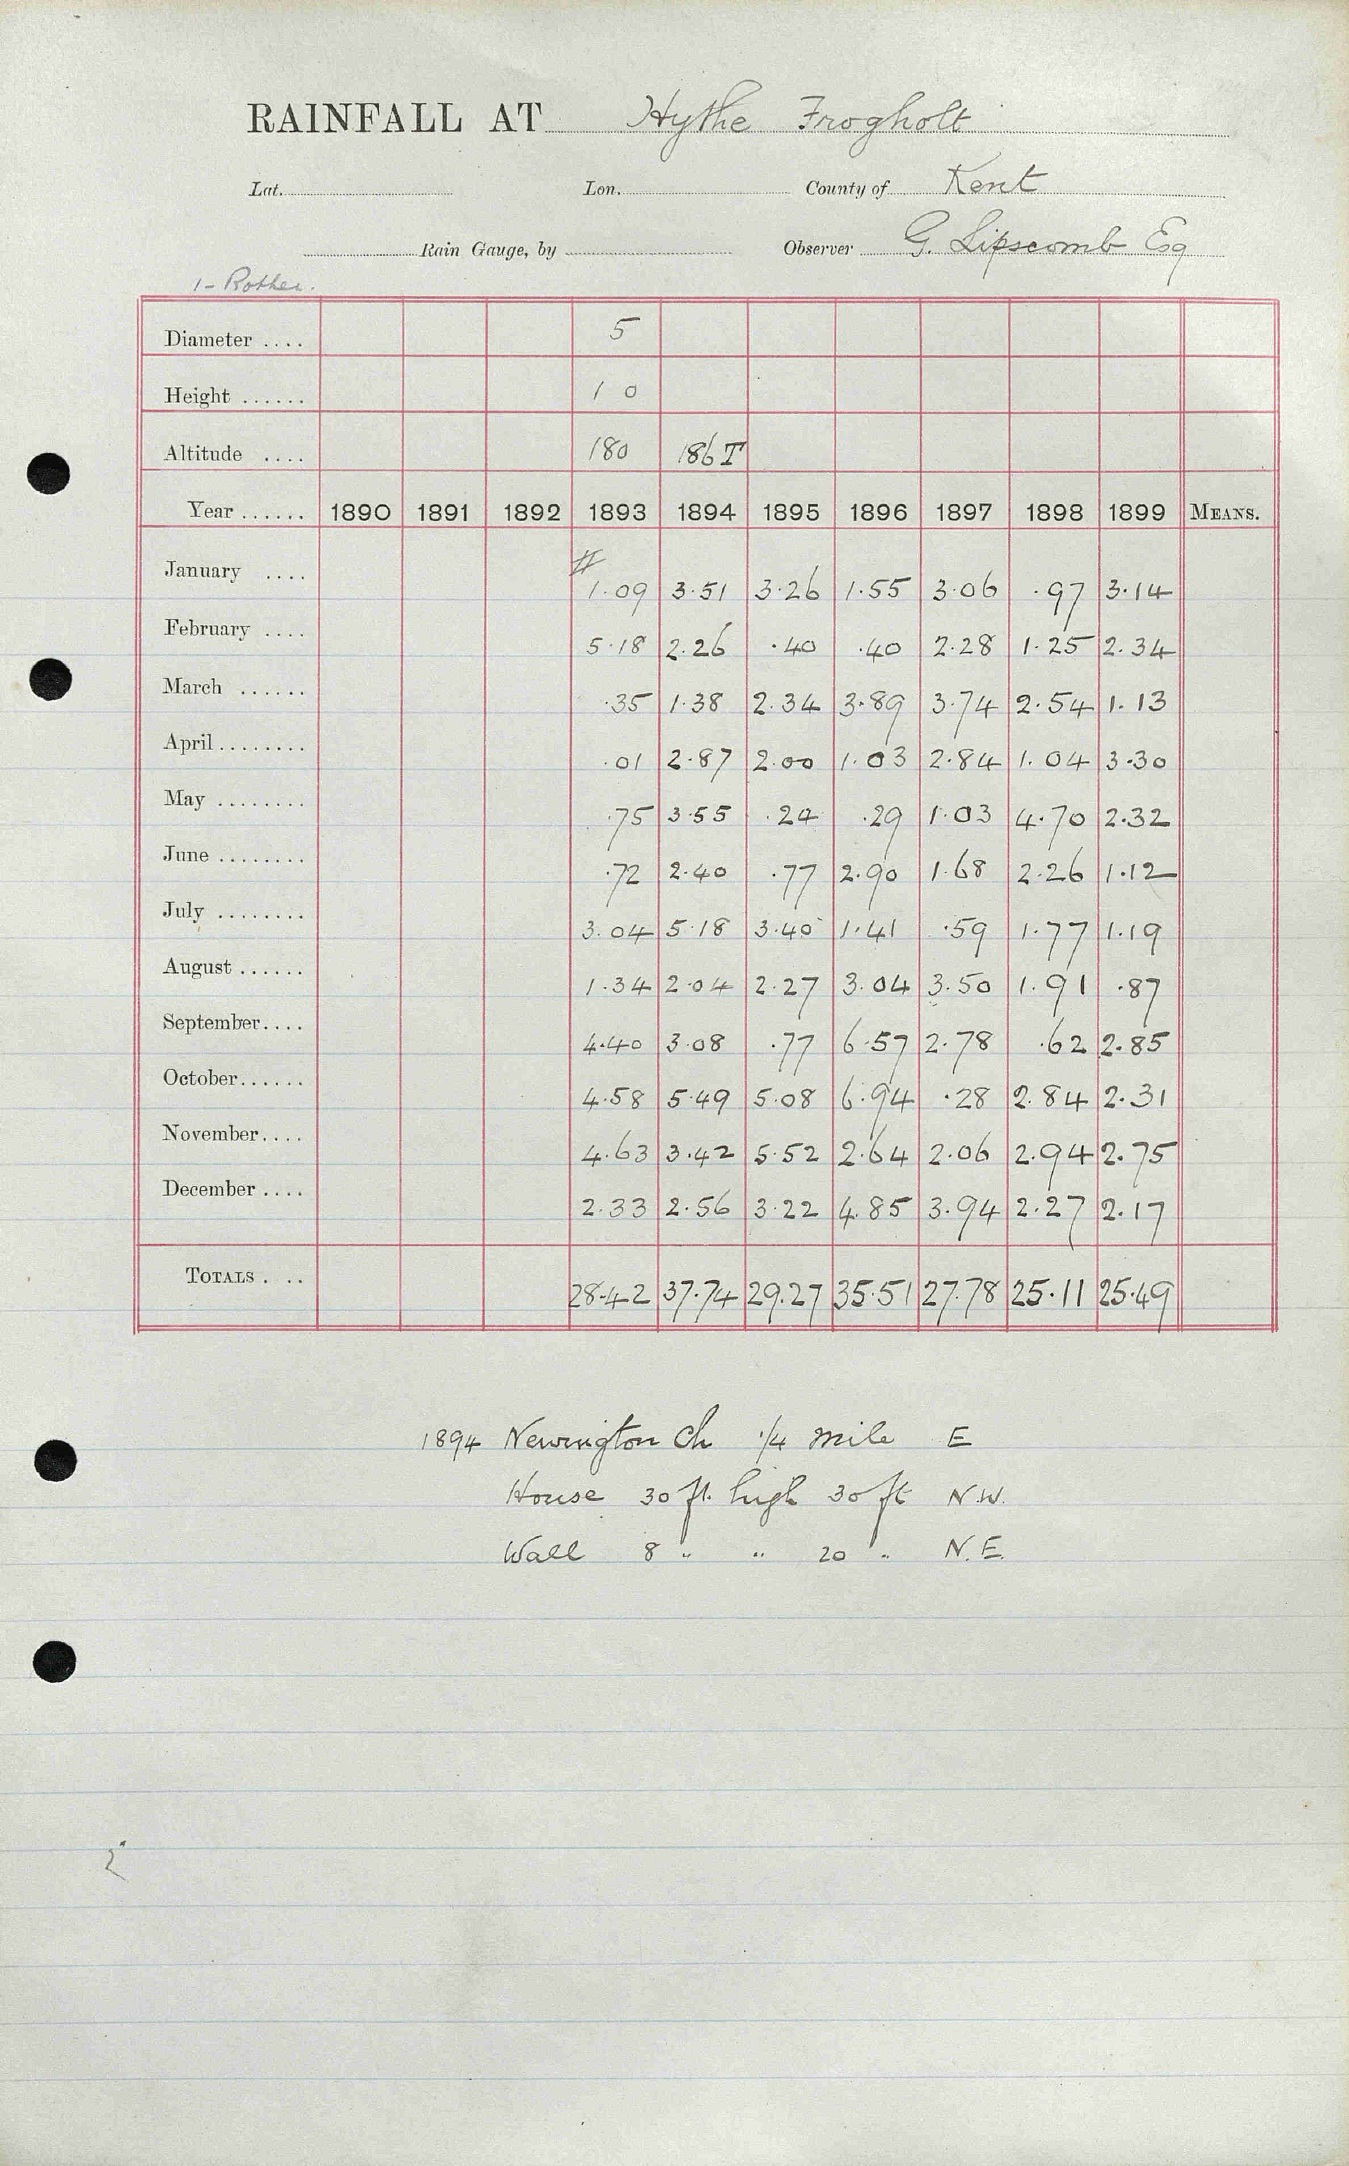 RAINFALL AT Hythe Frogholt
Lat. Lon. County of Kent
Rain Gauge, by Observer G. Lipscomb Esq
1 - Rother.
Diameter .... 5
Height ...... 1 0
Altitude .... 180 186 T
Year ...... 1890 1891 1892 1893 1894 1895 1896 1897 1898 1899 MEANS.
January .... # 1.09 3.51 3.26 1.55 3.06 .97 3.14
February .... 5.18 2.26 .40 .40 2.28 1.25 2.34
March ...... .35 1.38 2.34 3.89 3.74 2.54 1.13
April ........ .01 2.87 2.00 1.03 2.84 1.04 3.30
May ........ .75 3.55 .24 .29 1.03 4.70 2.32
June ........ .72 2.40 .77 2.90 1.68 2.26 1.12
July ........ 3.04 5.18 3.40 1.41 .59 1.77 1.19
August ...... 1.34 2.04 2.27 3.04 3.50 1.91 .87
September.... 4.40 3.08 .77 6.57 2.78 .62 2.85
October...... 4.58 5.49 5.08 6.94 .28 2.84 2.31
November.... 4.63 3.42 5.52 2.64 2.06 2.94 2.75
December .... 2.33 2.56 3.22 4.85 3.94 2.27 2.17
TOTALS . .. 28.42 37.74 29.27 35.51 27.78 25.11 25.49
1894 Newington Ch 1/4 mile E
House 30 ft. high 30 ft N.W.
Wall 8 " " 20 " N.E.